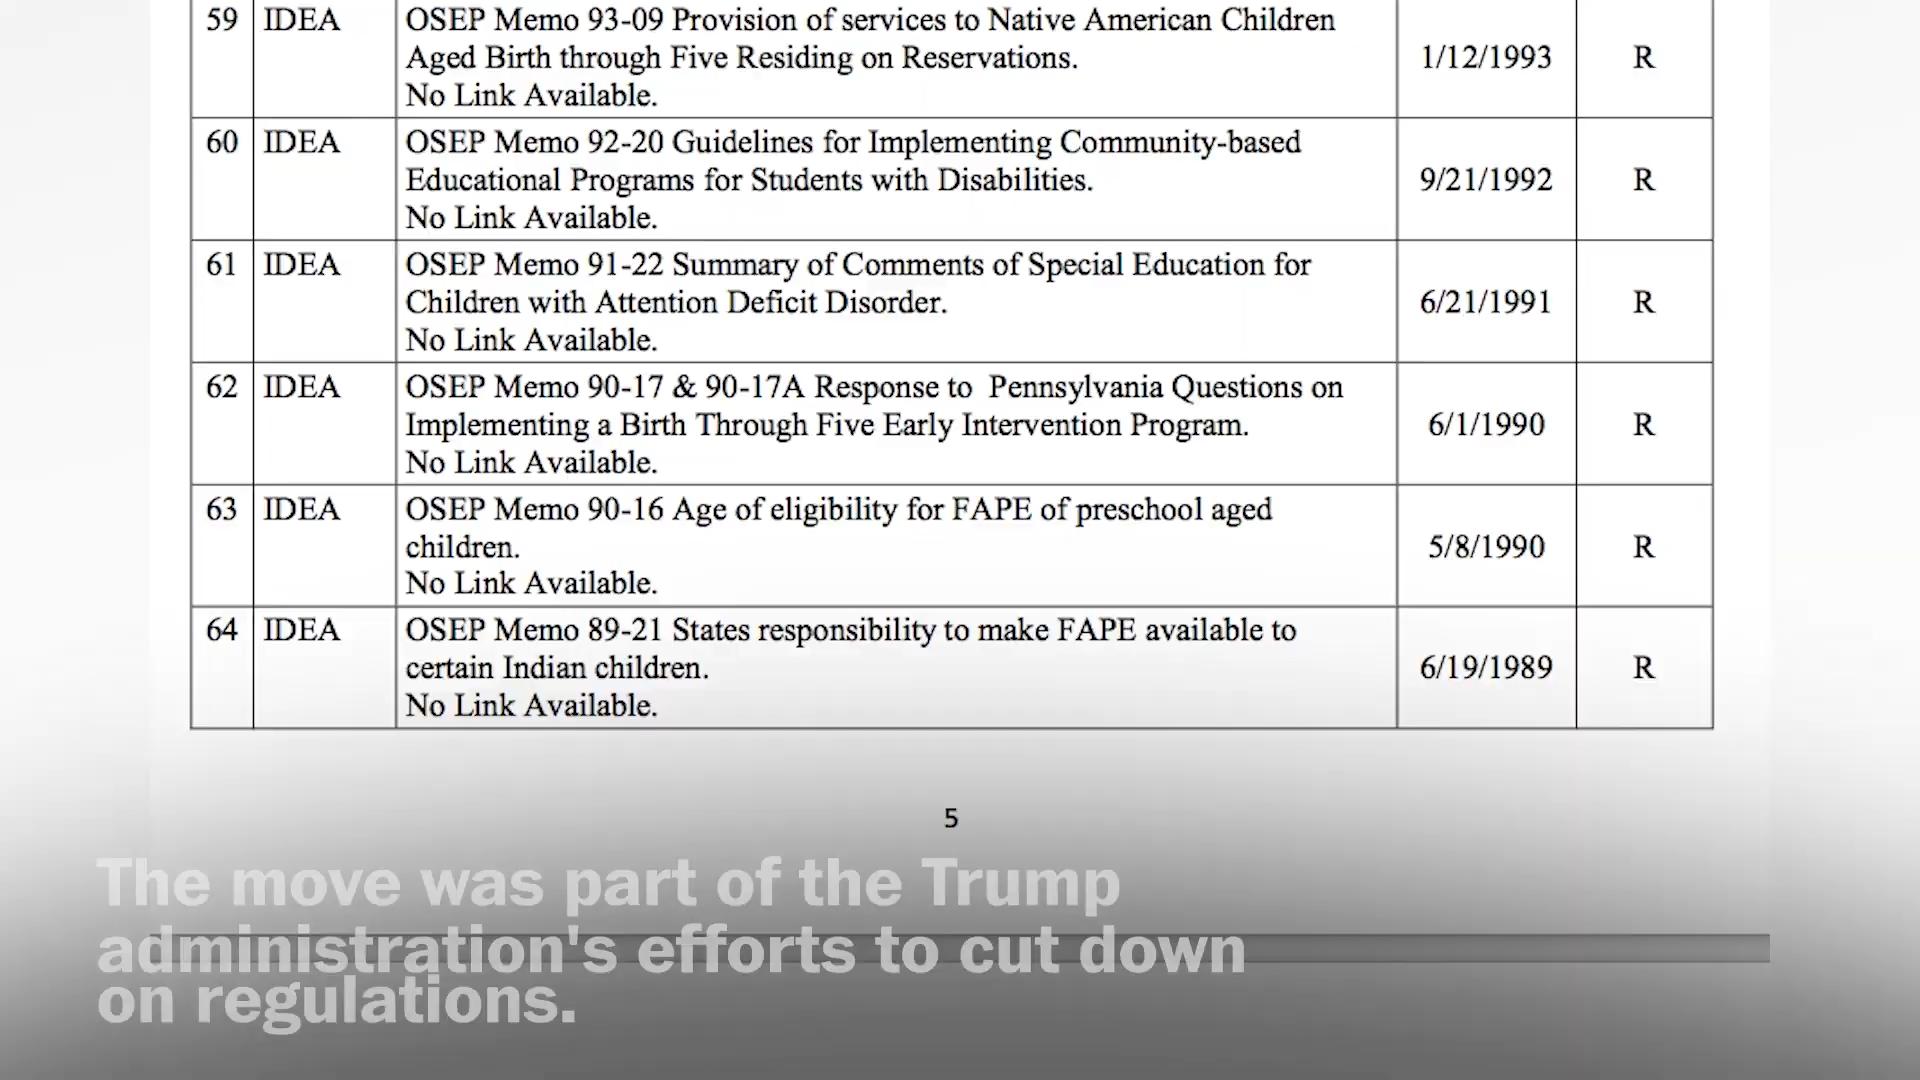 59 IDEA OSEP Memo 93-09 Provision of services to Native American Children
Aged Birth through Five Residing on Reservations. 1/12/1993 R
No Link Available.
60 IDEA OSEP Memo 92-20 Guidelines for Implementing Community-based
Educational Programs for Students with Disabilities. 9/21/1992 R
No Link Available.
61 IDEA OSEP Memo 91-22 Summary of Comments of Special Education for
Children with Attention Deficit Disorder. 6/21/1991 R
No Link Available.
62 IDEA OSEP Memo 90-17 & 90-17A Response to Pennsylvania Questions on
Implementing a Birth Through Five Early Intervention Program. 6/1/1990 R
No Link Available.
63 IDEA OSEP Memo 90-16 Age of eligibility for FAPE of preschool aged
children. 5/8/1990 R
No Link Available.
64 IDEA OSEP Memo 89-21 States responsibility to make FAPE available to
certain Indian children. 6/19/1989 R
No Link Available.
5
The move was part of the Trump
administration's efforts to cut down
on regulations.